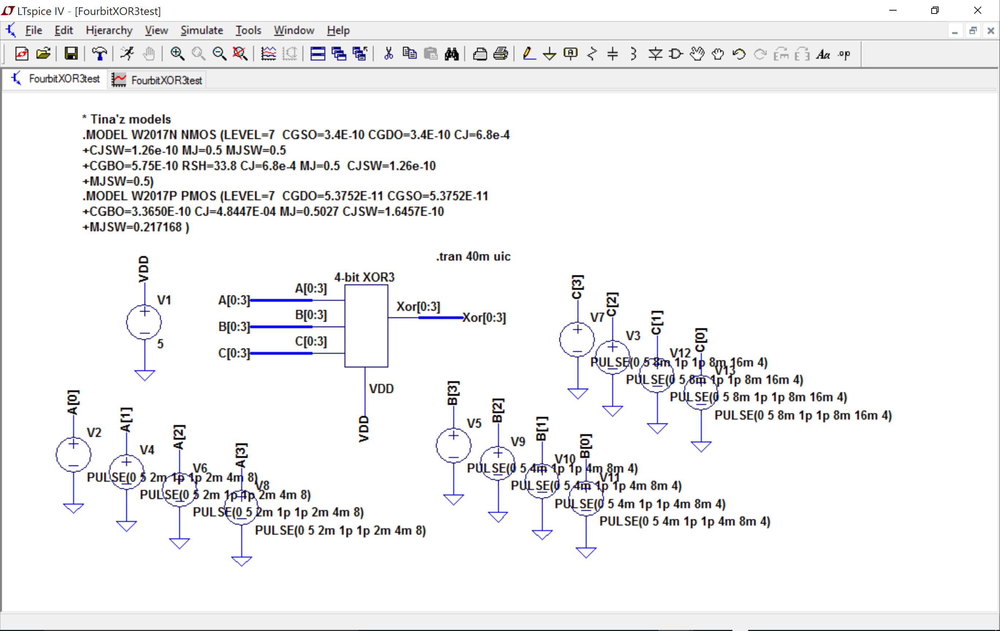 LTspice IV - [FourbitXOR3test]
File Edit Hierarchy View Simulate Tools Window Help
Aa .op
FourbitXOR3test FourbitXOR3test
* Tina'z models
.MODEL W2017N NMOS (LEVEL=7  CGSO=3.4E-10 CGDO=3.4E-10 CJ=6.8e-4
+CJSW=1.26e-10 MJ=0.5 MJSW=0.5
+CGBO=5.75E-10 RSH=33.8 CJ=6.8e-4 MJ=0.5  CJSW=1.26e-10
+MJSW=0.5)
.MODEL W2017P PMOS (LEVEL=7  CGDO=5.3752E-11 CGSO=5.3752E-11
+CGBO=3.3650E-10 CJ=4.8447E-04 MJ=0.5027 CJSW=1.6457E-10
+MJSW=0.217168 )
.tran 40m uic
VDD
V1
5
4-bit XOR3
A[0:3]
A[0:3]
B[0:3]
B[0:3]
C[0:3]
C[0:3]
Xor[0:3]
Xor[0:3]
VDD
VDD
C[3]
V7
PULSE(0 5 8m 1p 1p 8m 16m 4)
C[2]
V3
PULSE(0 5 8m 1p 1p 8m 16m 4)
C[1]
V12
PULSE(0 5 8m 1p 1p 8m 16m 4)
C[0]
V13
PULSE(0 5 8m 1p 1p 8m 16m 4)
A[0]
V2
PULSE(0 5 2m 1p 1p 2m 4m 8)
A[1]
V4
PULSE(0 5 2m 1p 1p 2m 4m 8)
A[2]
V6
PULSE(0 5 2m 1p 1p 2m 4m 8)
A[3]
V8
PULSE(0 5 2m 1p 1p 2m 4m 8)
B[3]
V5
PULSE(0 5 4m 1p 1p 4m 8m 4)
B[2]
V9
PULSE(0 5 4m 1p 1p 4m 8m 4)
B[1]
V10
PULSE(0 5 4m 1p 1p 4m 8m 4)
B[0]
V11
PULSE(0 5 4m 1p 1p 4m 8m 4)